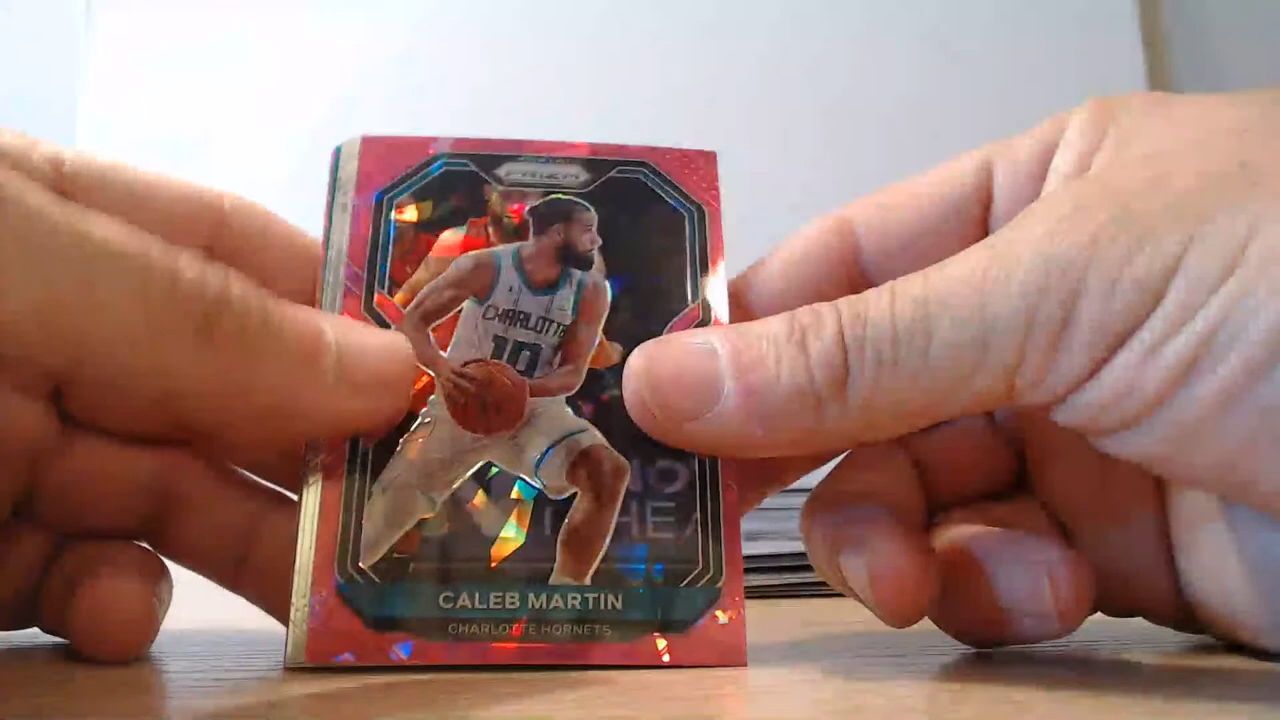 PRIZM
CHARLOTTE
10
CALEB MARTIN
CHARLOTTE HORNETS